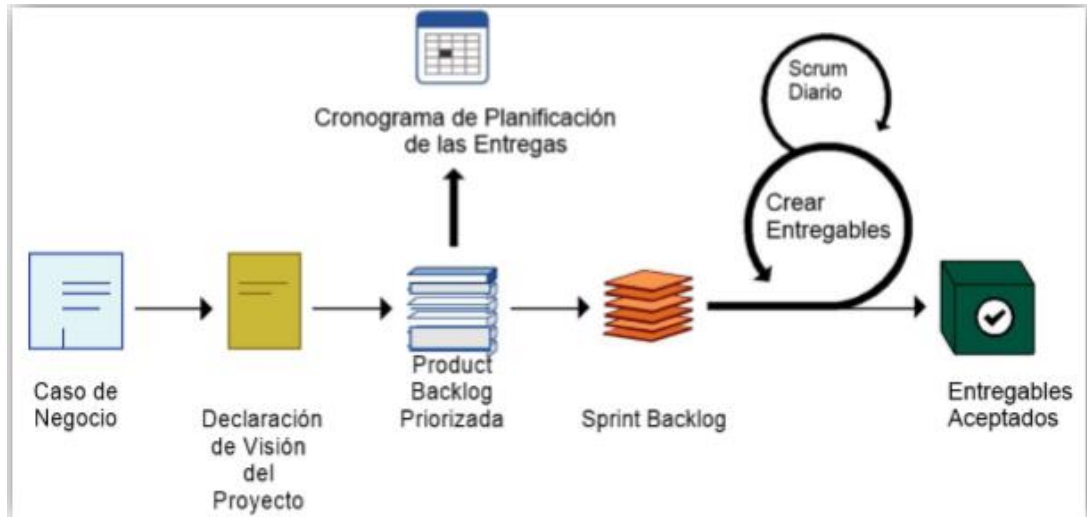 Cronograma de Planificación
de las Entregas
Scrum
Diario
Crear
Entregables
Caso de
Negocio
Declaración
de Visión
del
Proyecto
Product
Backlog
Priorizada
Sprint Backlog
Entregables
Aceptados